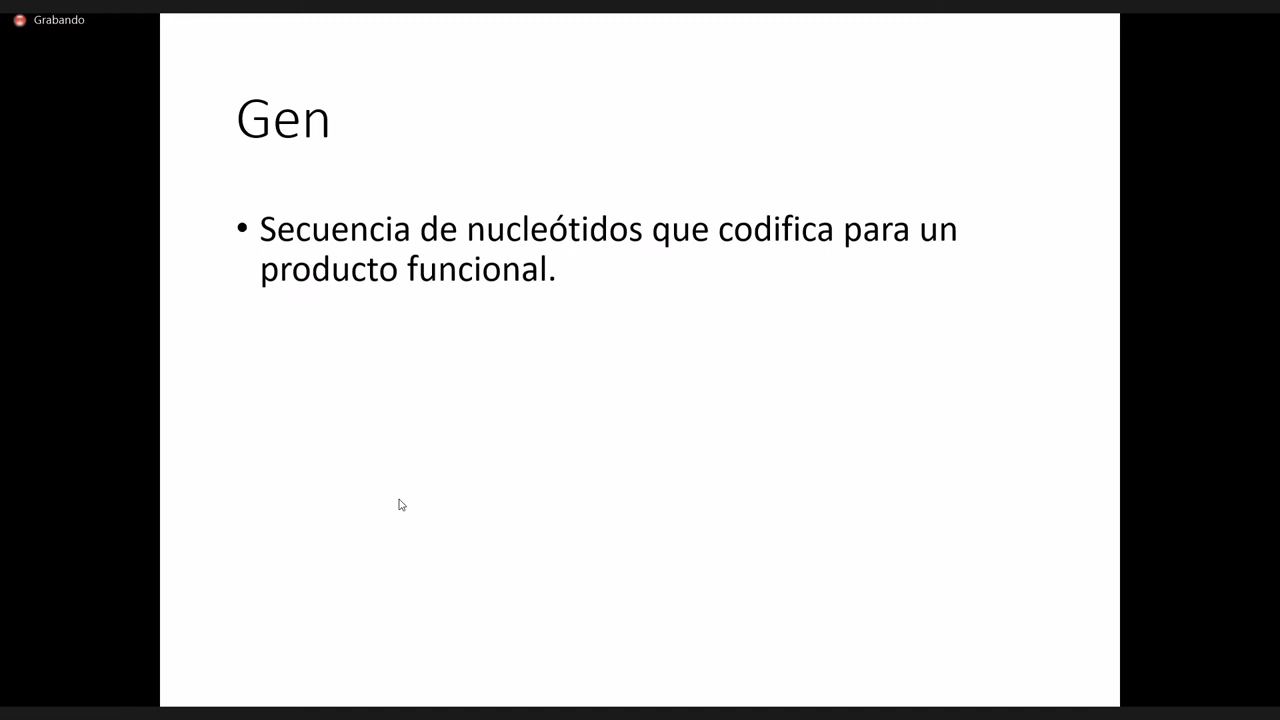 Grabando
Gen
• Secuencia de nucleótidos que codifica para un
producto funcional.